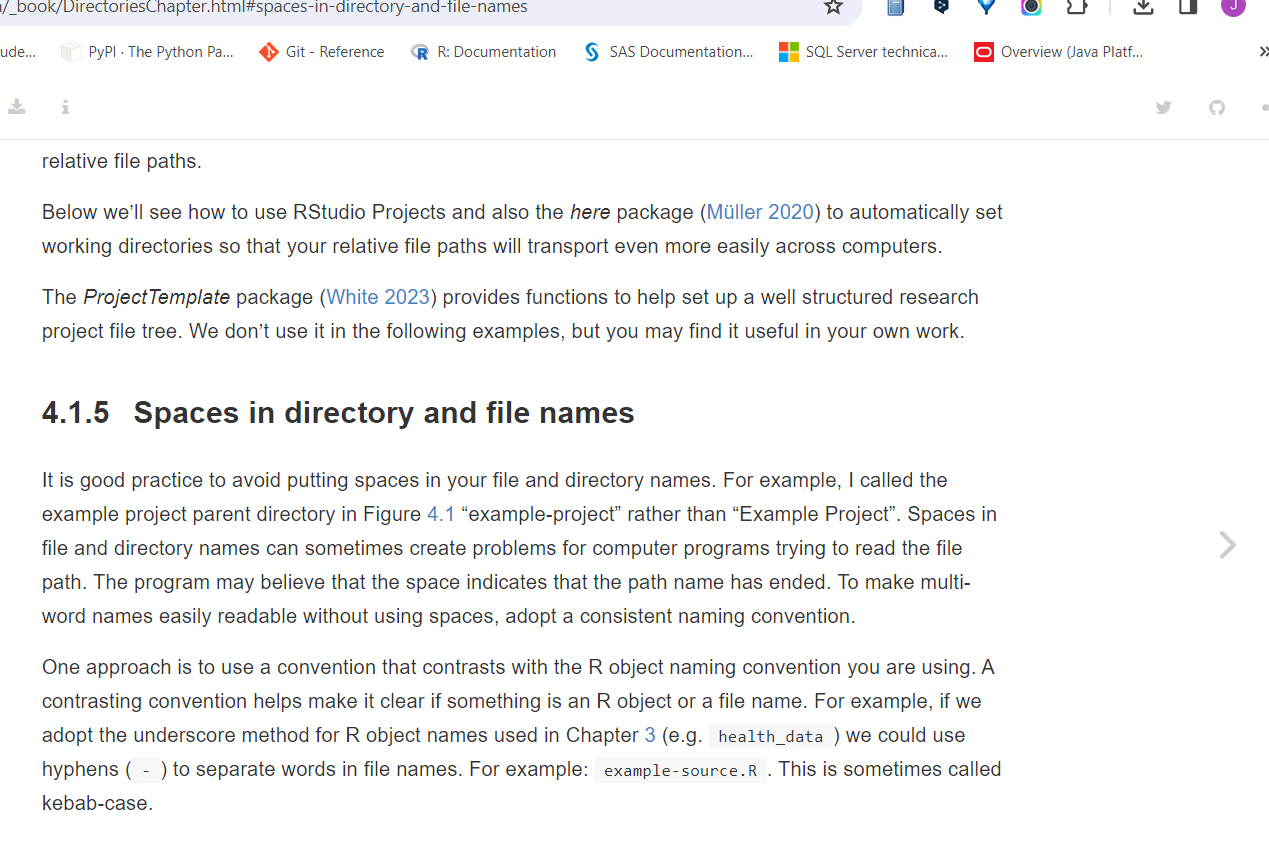 /_book/DirectoriesChapter.html#spaces-in-directory-and-file-names
J
ude...
PyPI · The Python Pa...
Git - Reference
R: Documentation
SAS Documentation...
SQL Server technica...
Overview (Java Platf...
relative file paths.
Below we’ll see how to use RStudio Projects and also the here package (Müller 2020) to automatically set
working directories so that your relative file paths will transport even more easily across computers.
The ProjectTemplate package (White 2023) provides functions to help set up a well structured research
project file tree. We don’t use it in the following examples, but you may find it useful in your own work.
4.1.5 Spaces in directory and file names
It is good practice to avoid putting spaces in your file and directory names. For example, I called the
example project parent directory in Figure 4.1 “example-project” rather than “Example Project”. Spaces in
file and directory names can sometimes create problems for computer programs trying to read the file
path. The program may believe that the space indicates that the path name has ended. To make multi-
word names easily readable without using spaces, adopt a consistent naming convention.
One approach is to use a convention that contrasts with the R object naming convention you are using. A
contrasting convention helps make it clear if something is an R object or a file name. For example, if we
adopt the underscore method for R object names used in Chapter 3 (e.g. health_data ) we could use
hyphens ( - ) to separate words in file names. For example: example-source.R . This is sometimes called
kebab-case.